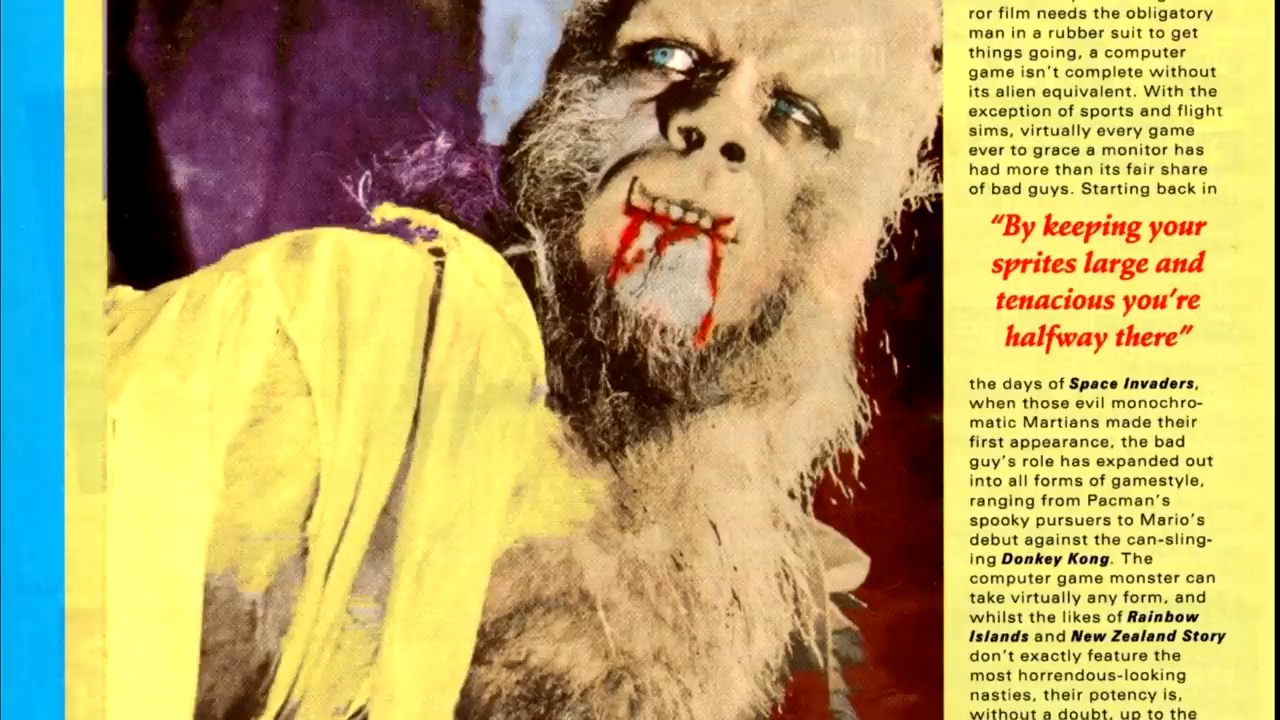 ror film needs the obligatory
man in a rubber suit to get
things going, a computer
game isn't complete without
its alien equivalent. With the
exception of sports and flight
sims, virtually every game
ever to grace a monitor has
had more than its fair share
of bad guys. Starting back in
“By keeping your
sprites large and
tenacious you're
halfway there”
the days of Space Invaders,
when those evil monochro-
matic Martians made their
first appearance, the bad
guy's role has expanded out
into all forms of gamestyle,
ranging from Pacman's
spooky pursuers to Mario's
debut against the can-sling-
ing Donkey Kong. The
computer game monster can
take virtually any form, and
whilst the likes of Rainbow
Islands and New Zealand Story
don't exactly feature the
most horrendous-looking
nasties, their potency is,
without a doubt, up to the